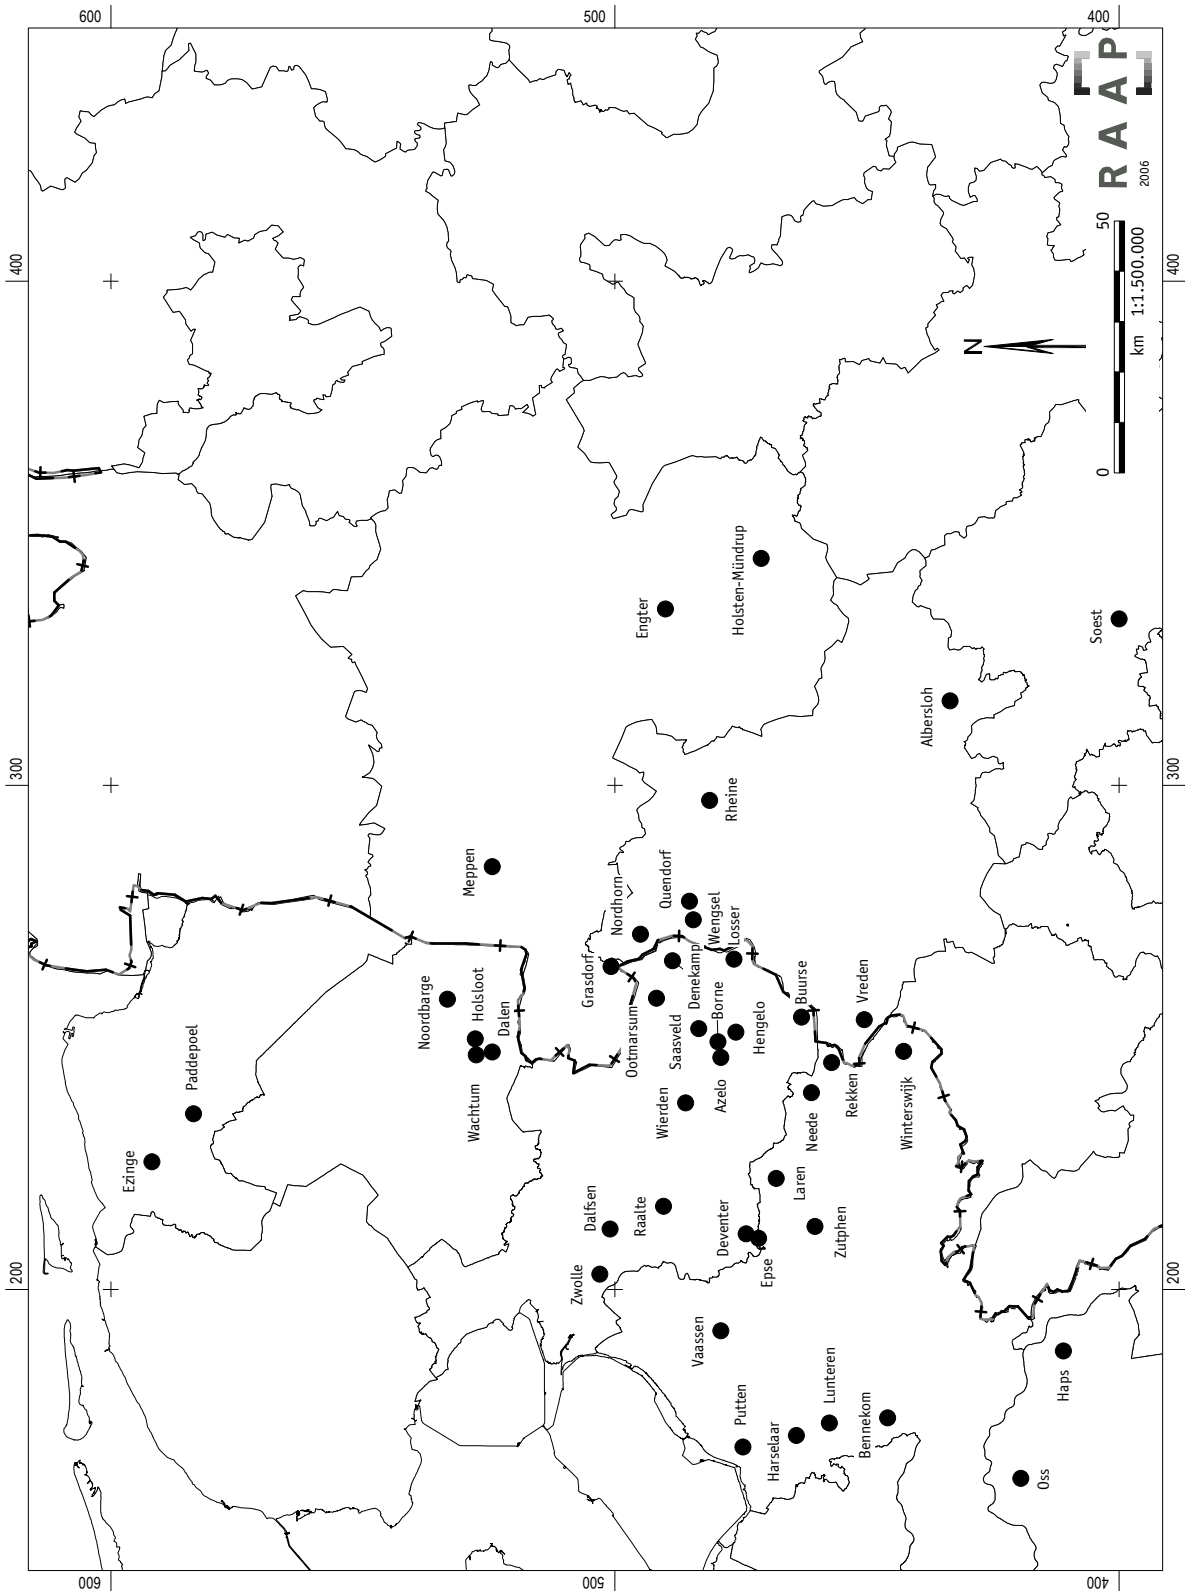 600
500
400
RAAP
2006
400
400
N
0
50
km
1:1.500.000
Engter
Holsten-Mündrup
Soest
Albersloh
300
300
Rheine
Meppen
Quendorf
Nordhorn
Wengsel
Losser
Grasdorf
Denekamp
Noordbarge
Holsloot
Dalen
Ootmarsum
Saasveld
Borne
Hengelo
Buurse
Vreden
Paddepoel
Wachtum
Wierden
Azelo
Neede
Rekken
Winterswijk
Ezinge
Dalfsen
Raalte
Deventer
Laren
Zutphen
Epse
Zwolle
200
200
Vaassen
Putten
Harselaar
Lunteren
Bennekom
Haps
Oss
600
500
400